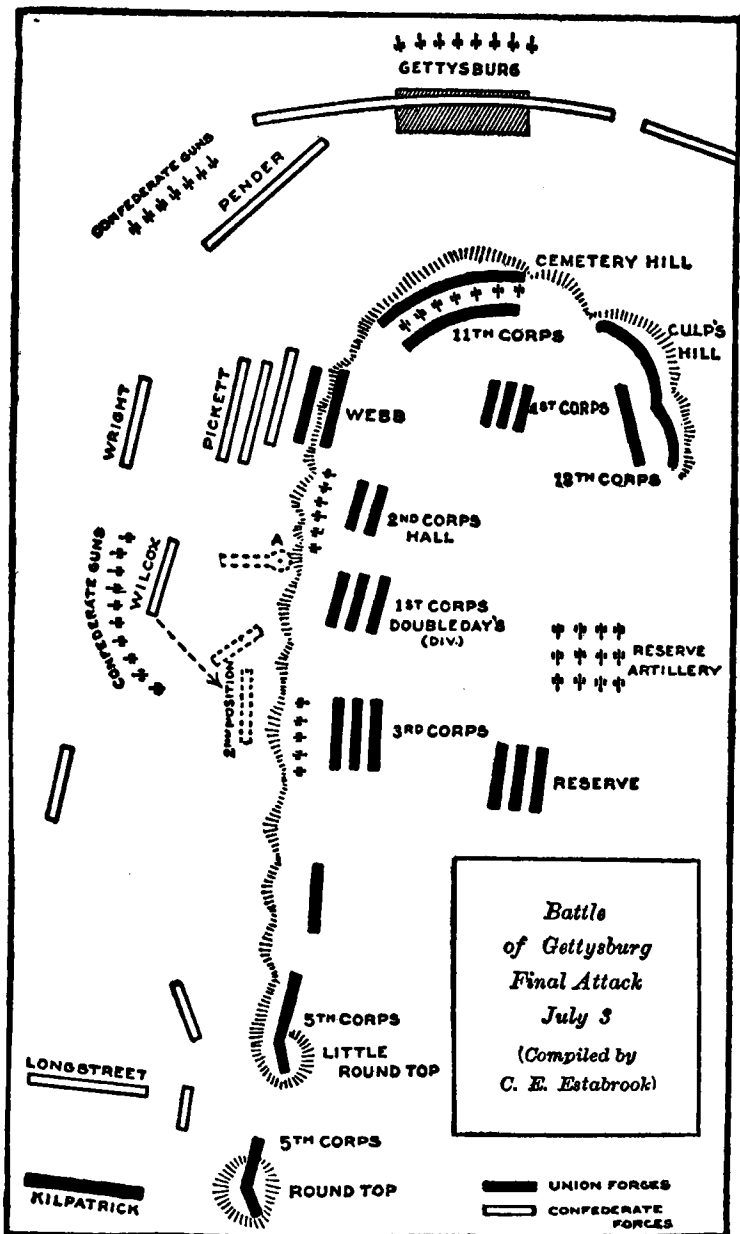 GETTYSBURG
CONFEDERATE GUNS
PENDER
CEMETERY HILL
11TH CORPS
CULP'S
HILL
WRIGHT
PICKETT
WEBB
1ST CORPS
12TH CORPS
2ND CORPS
HALL
A
CONFEDERATE GUNS
WILCOX
1ST CORPS
DOUBLEDAY'S
(DIV.)
RESERVE
ARTILLERY
2ND POSITION
3RD CORPS
RESERVE
Battle
of Gettysburg
Final Attack
July 3
(Compiled by
C. E. Estabrook)
5TH CORPS
LITTLE
ROUND TOP
LONGSTREET
5TH CORPS
ROUND TOP
KILPATRICK
UNION FORCES
CONFEDERATE
FORCES